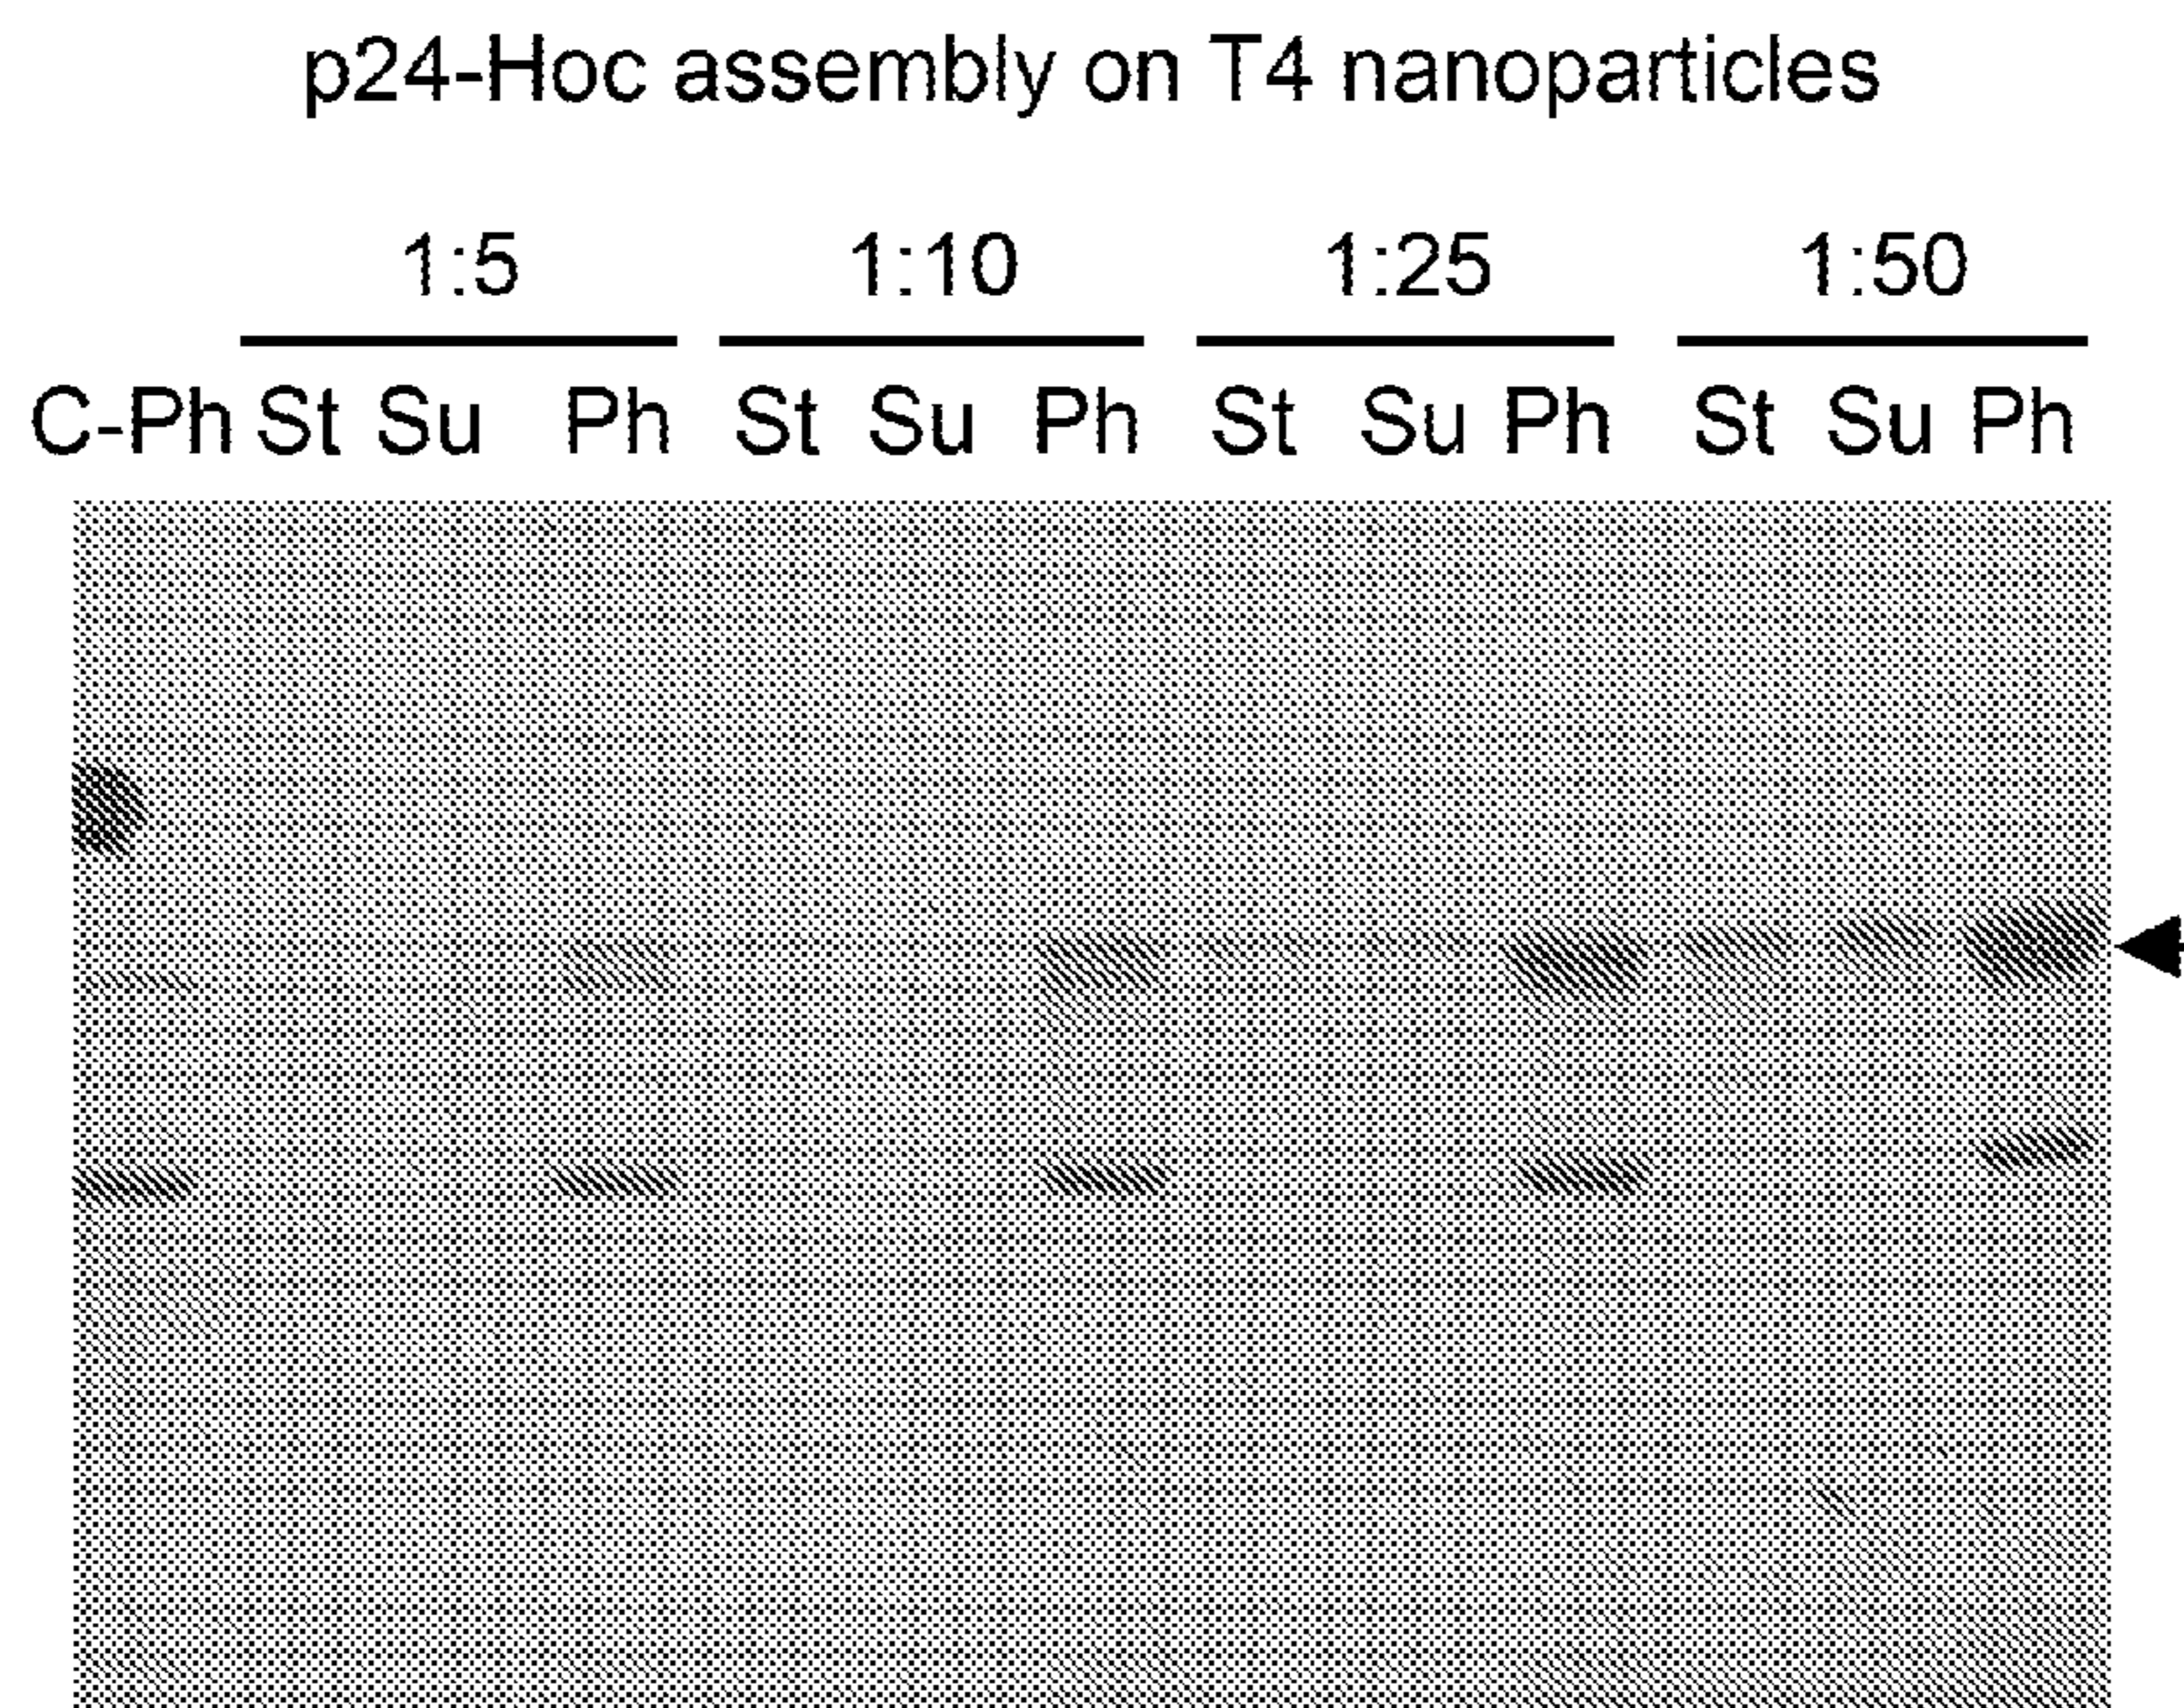 p24-Hoc assembly on T4 nanoparticles
1:5 1:10 1:25 1:50
C-Ph St Su Ph St Su Ph St Su Ph St Su Ph